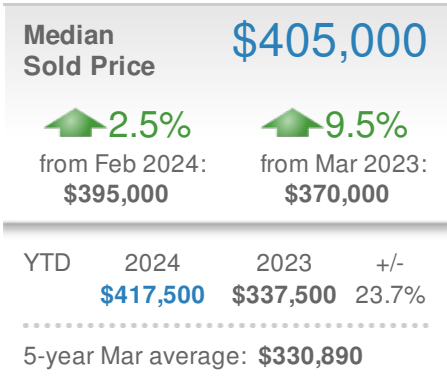 Median
Sold Price
$405,000
2.5%
9.5%
from Feb 2024:
from Mar 2023:
$395,000
$370,000
YTD 2024 2023 +/-
$417,500 $337,500 23.7%
5-year Mar average: $330,890